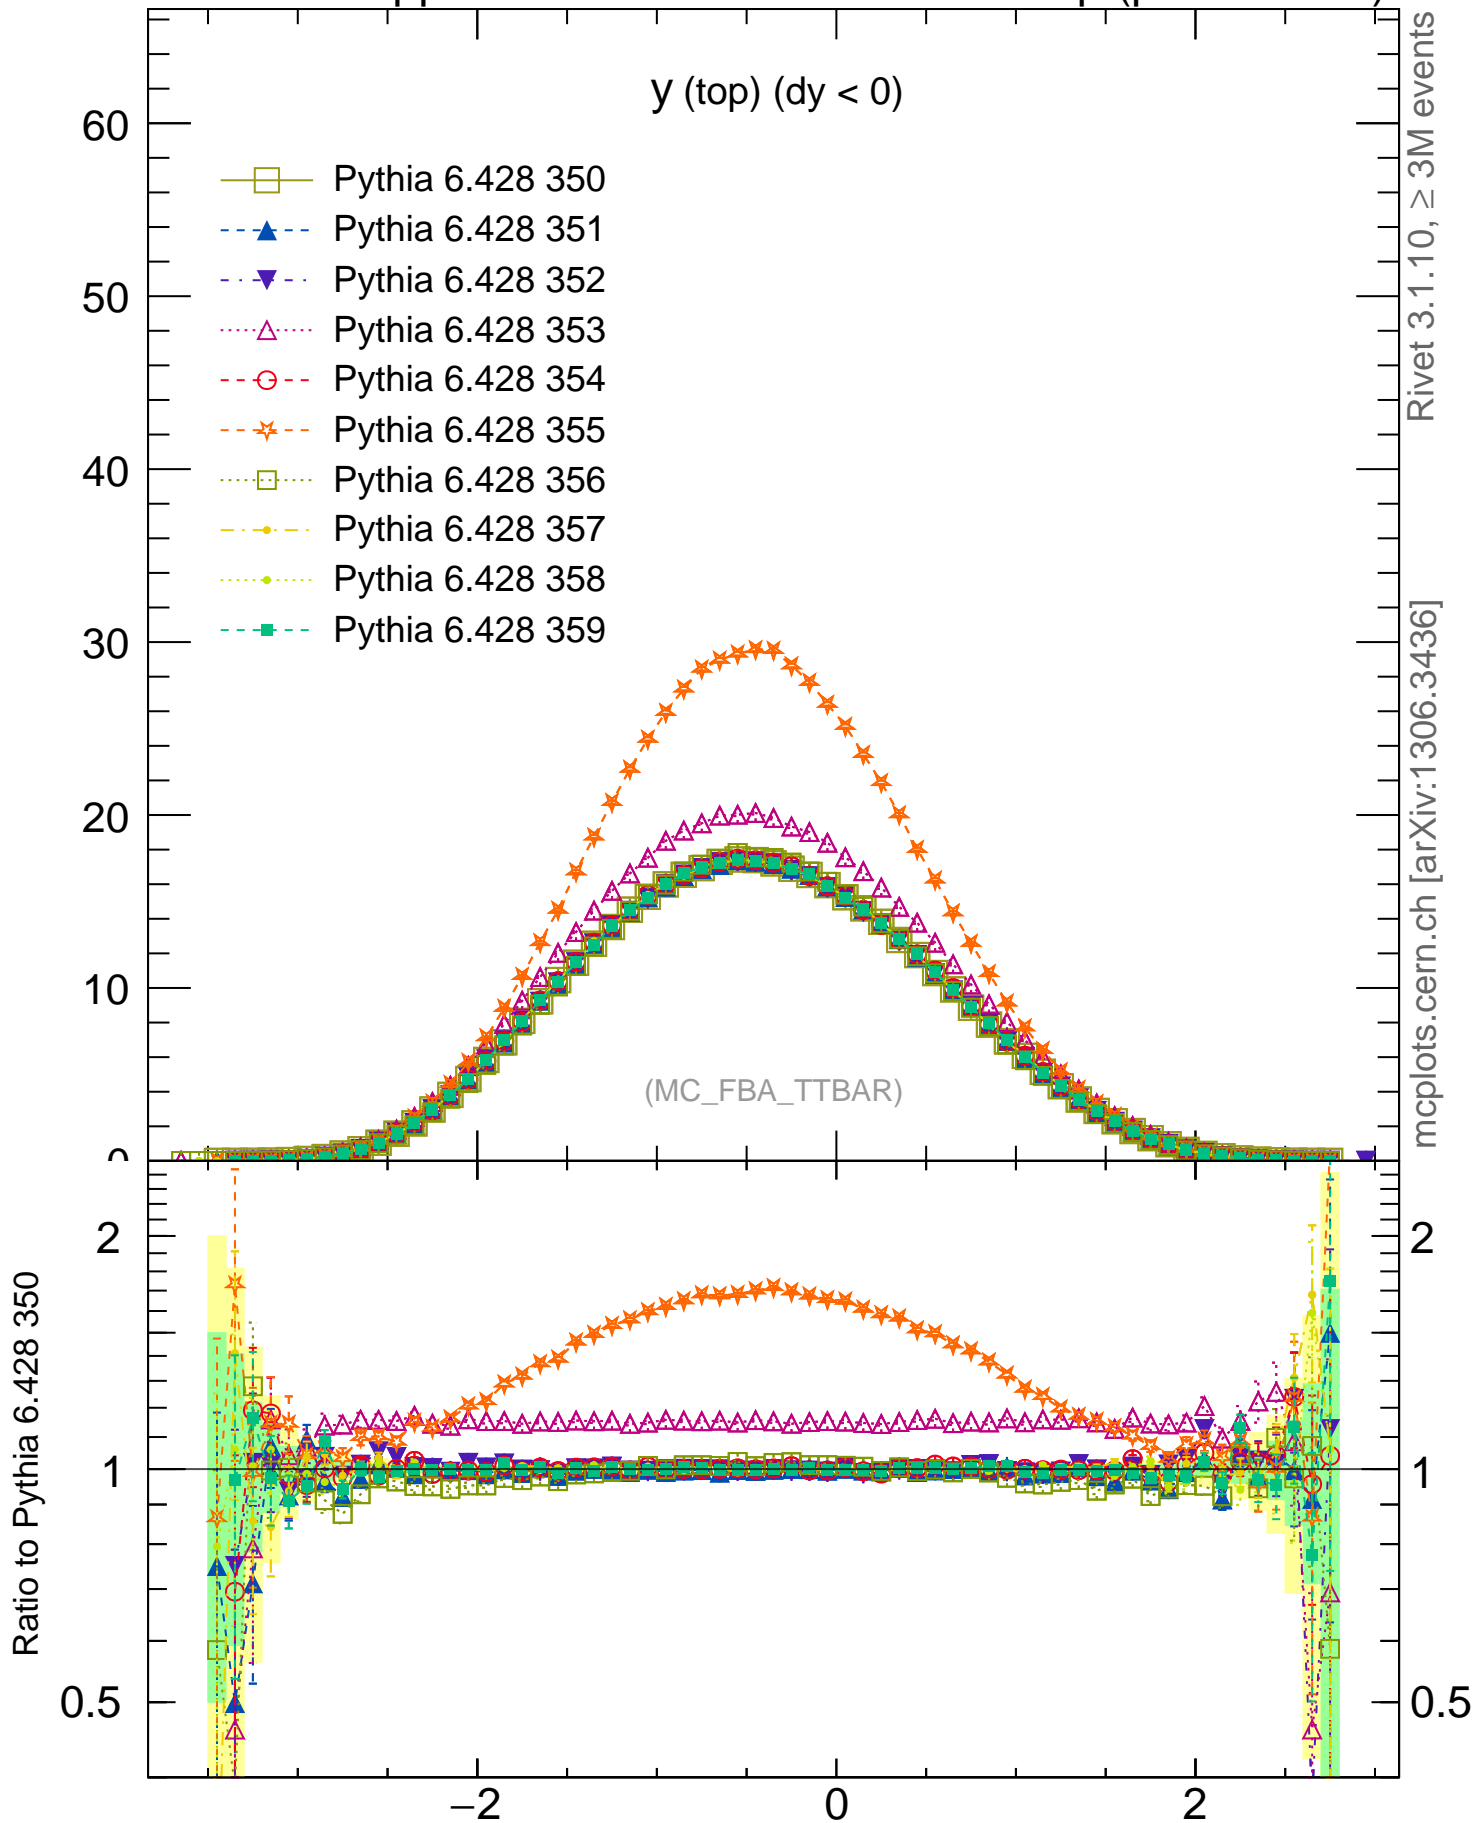 y (top) (dy < 0)
60
50
40
30
20
10
0
Pythia 6.428 350
Pythia 6.428 351
Pythia 6.428 352
Pythia 6.428 353
Pythia 6.428 354
Pythia 6.428 355
Pythia 6.428 356
Pythia 6.428 357
Pythia 6.428 358
Pythia 6.428 359
(MC_FBA_TTBAR)
Rivet 3.1.10, ≥ 3M events
mcplots.cern.ch [arXiv:1306.3436]
Ratio to Pythia 6.428 350
2
1
0.5
2
1
0.5
−2
0
2